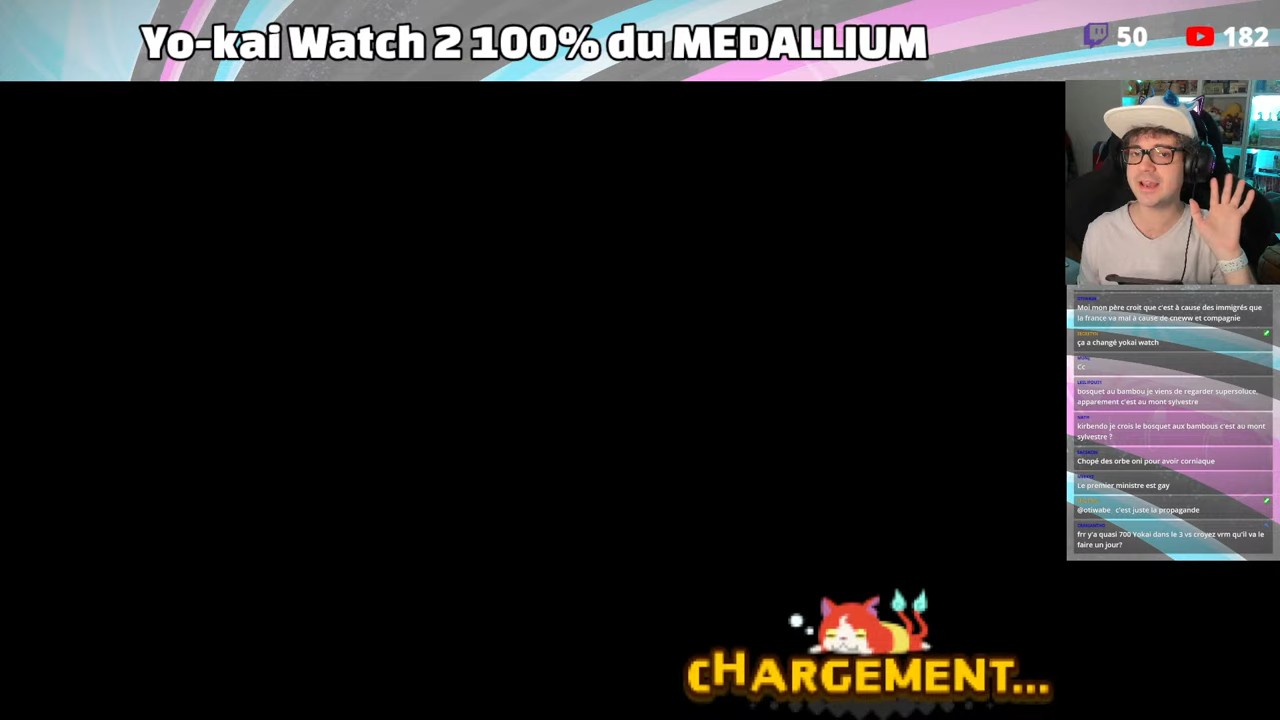 Yo-kai Watch 2 100% du MEDALLIUM
50
182
Moi mon père croit que c'est à cause des immigrés que
la france va mal à cause de cneww et compagnie
ça a changé yokai watch
Cc
bosquet au bambou je viens de regarder supersoluce,
apparement c'est au mont sylvestre
kirbendo je crois le bosquet aux bambous c'est au mont
sylvestre ?
Chopé des orbe oni pour avoir corniaque
Le premier ministre est gay
@otiwabe c'est juste la propagande
frr y'a quasi 700 Yokai dans le 3 vs croyez vrm qu'il va le
faire un jour?
CHARGEMENT...